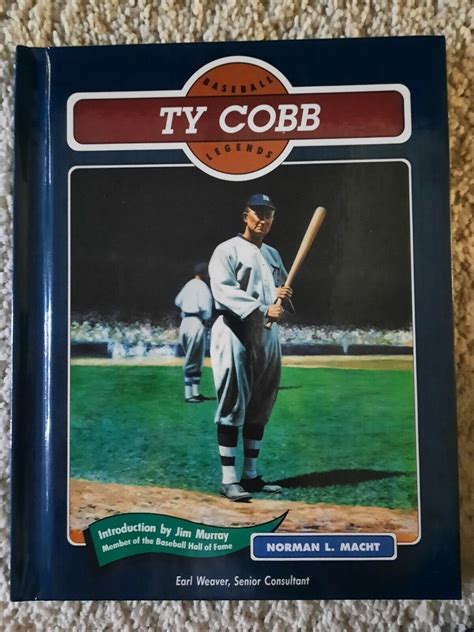 BASEBALL
TY COBB
LEGENDS
Introduction by Jim Murray
Member of the Baseball Hall of Fame
NORMAN L. MACHT
Earl Weaver, Senior Consultant